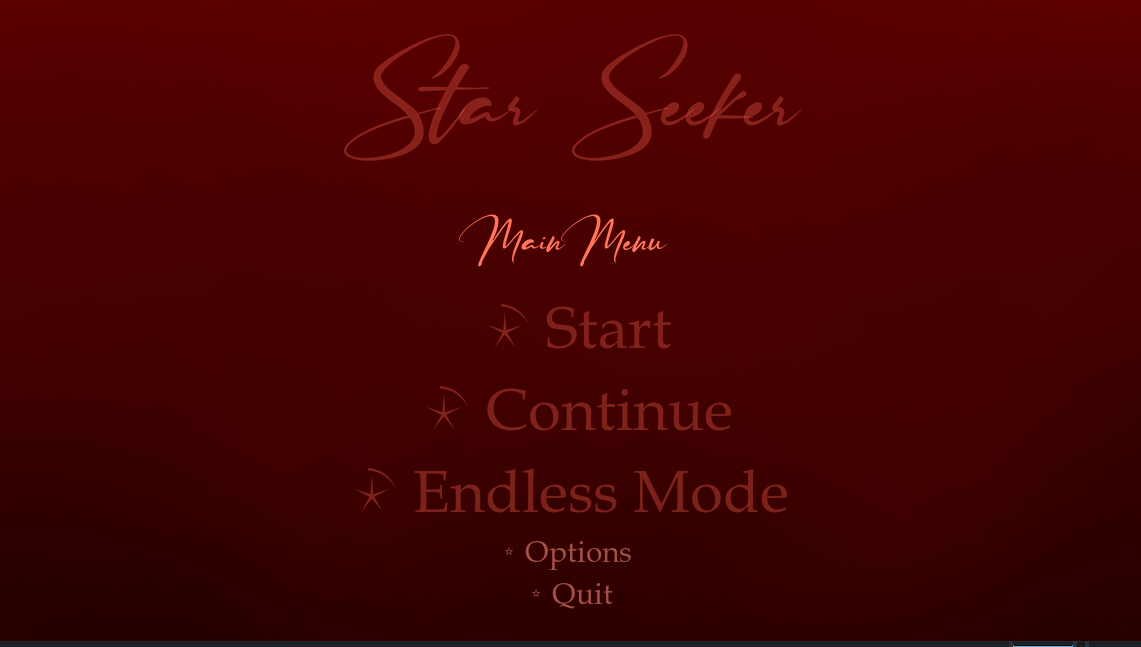 Star Seeker
Main Menu
Start
Continue
Endless Mode
☆ Options
☆ Quit